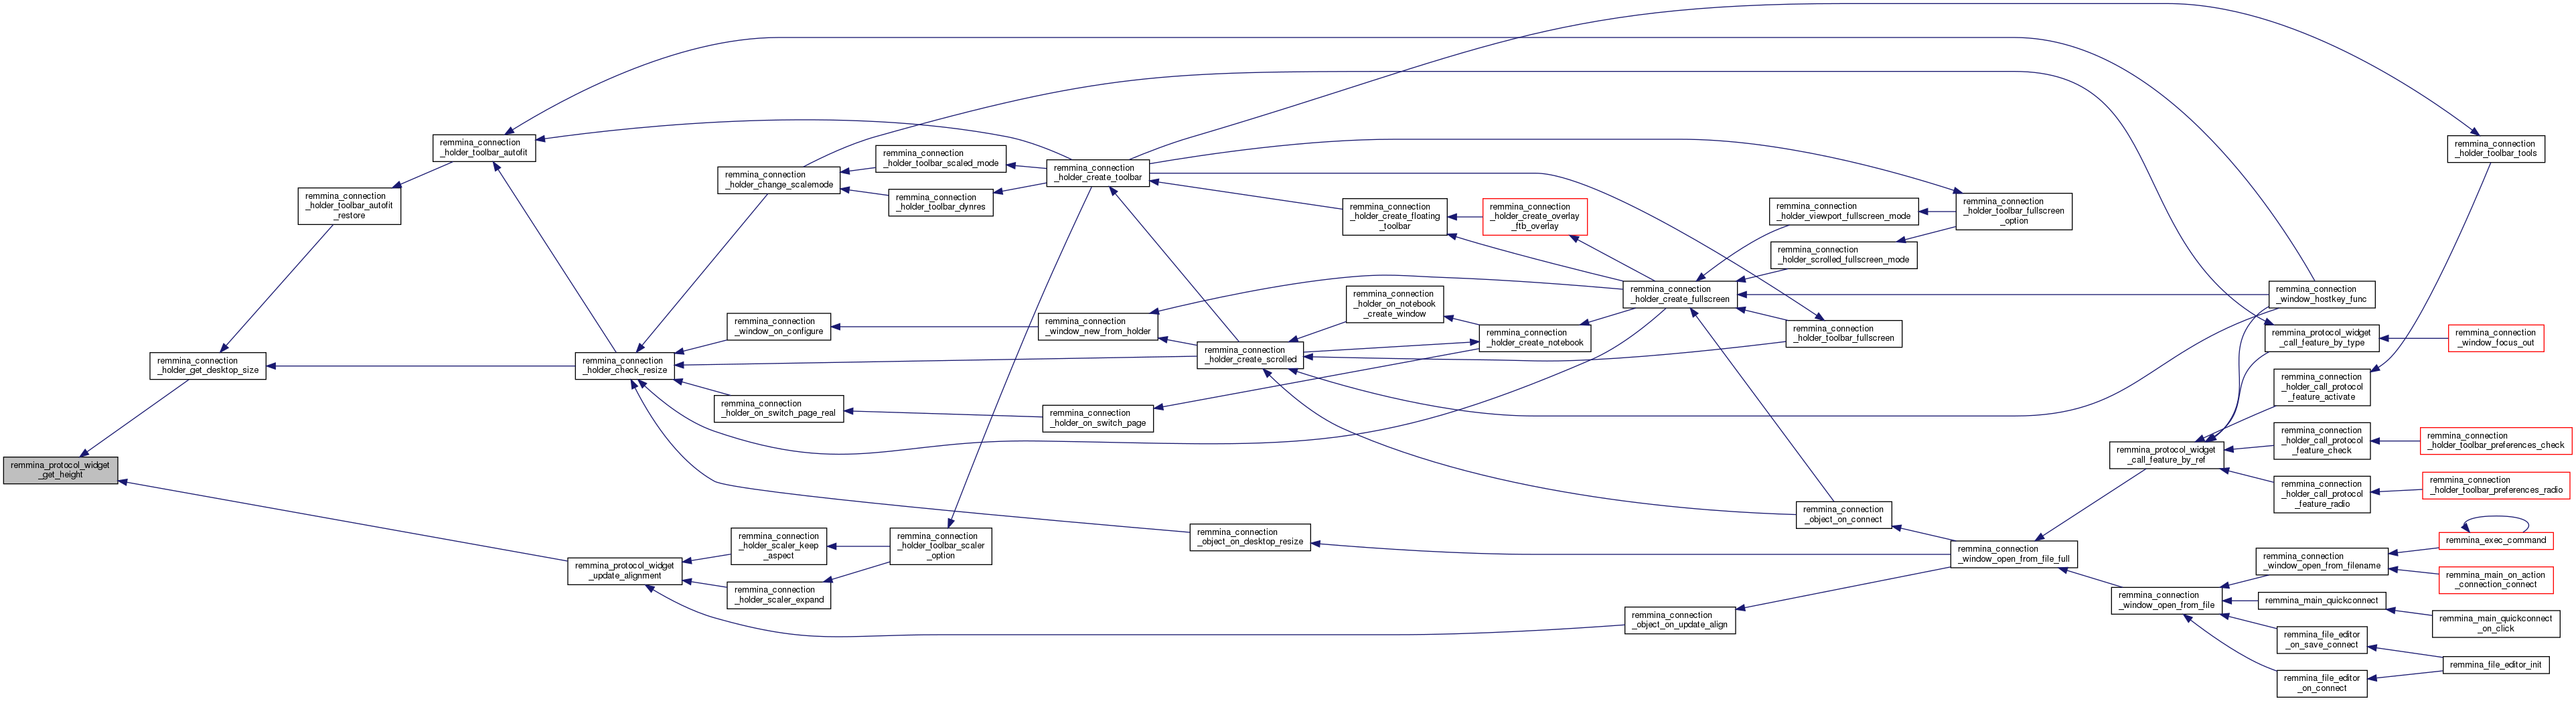 remmina_protocol_widget
_get_height
remmina_connection
_holder_get_desktop_size
remmina_connection
_holder_toolbar_autofit
_restore
remmina_connection
_holder_toolbar_autofit
remmina_connection
_holder_check_resize
remmina_protocol_widget
_update_alignment
remmina_connection
_holder_change_scalemode
remmina_connection
_window_on_configure
remmina_connection
_holder_on_switch_page_real
remmina_connection
_holder_scaler_keep
_aspect
remmina_connection
_holder_scaler_expand
remmina_connection
_holder_toolbar_scaled_mode
remmina_connection
_holder_toolbar_dynres
remmina_connection
_holder_toolbar_scaler
_option
remmina_connection
_holder_create_toolbar
remmina_connection
_window_new_from_holder
remmina_connection
_holder_on_switch_page
remmina_connection
_holder_create_scrolled
remmina_connection
_object_on_desktop_resize
remmina_connection
_holder_create_floating
_toolbar
remmina_connection
_holder_on_notebook
_create_window
remmina_connection
_holder_create_overlay
_ftb_overlay
remmina_connection
_holder_create_notebook
remmina_connection
_holder_create_fullscreen
remmina_connection
_object_on_update_align
remmina_connection
_holder_viewport_fullscreen_mode
remmina_connection
_holder_scrolled_fullscreen_mode
remmina_connection
_holder_toolbar_fullscreen
remmina_connection
_object_on_connect
remmina_connection
_holder_toolbar_fullscreen
_option
remmina_connection
_window_open_from_file_full
remmina_protocol_widget
_call_feature_by_ref
remmina_connection
_window_open_from_file
remmina_connection
_window_hostkey_func
remmina_protocol_widget
_call_feature_by_type
remmina_connection
_holder_call_protocol
_feature_activate
remmina_connection
_holder_call_protocol
_feature_check
remmina_connection
_holder_call_protocol
_feature_radio
remmina_connection
_window_open_from_filename
remmina_main_quickconnect
remmina_file_editor
_on_save_connect
remmina_file_editor
_on_connect
remmina_connection
_holder_toolbar_tools
remmina_connection
_window_focus_out
remmina_connection
_holder_toolbar_preferences_check
remmina_connection
_holder_toolbar_preferences_radio
remmina_exec_command
remmina_main_on_action
_connection_connect
remmina_main_quickconnect
_on_click
remmina_file_editor_init